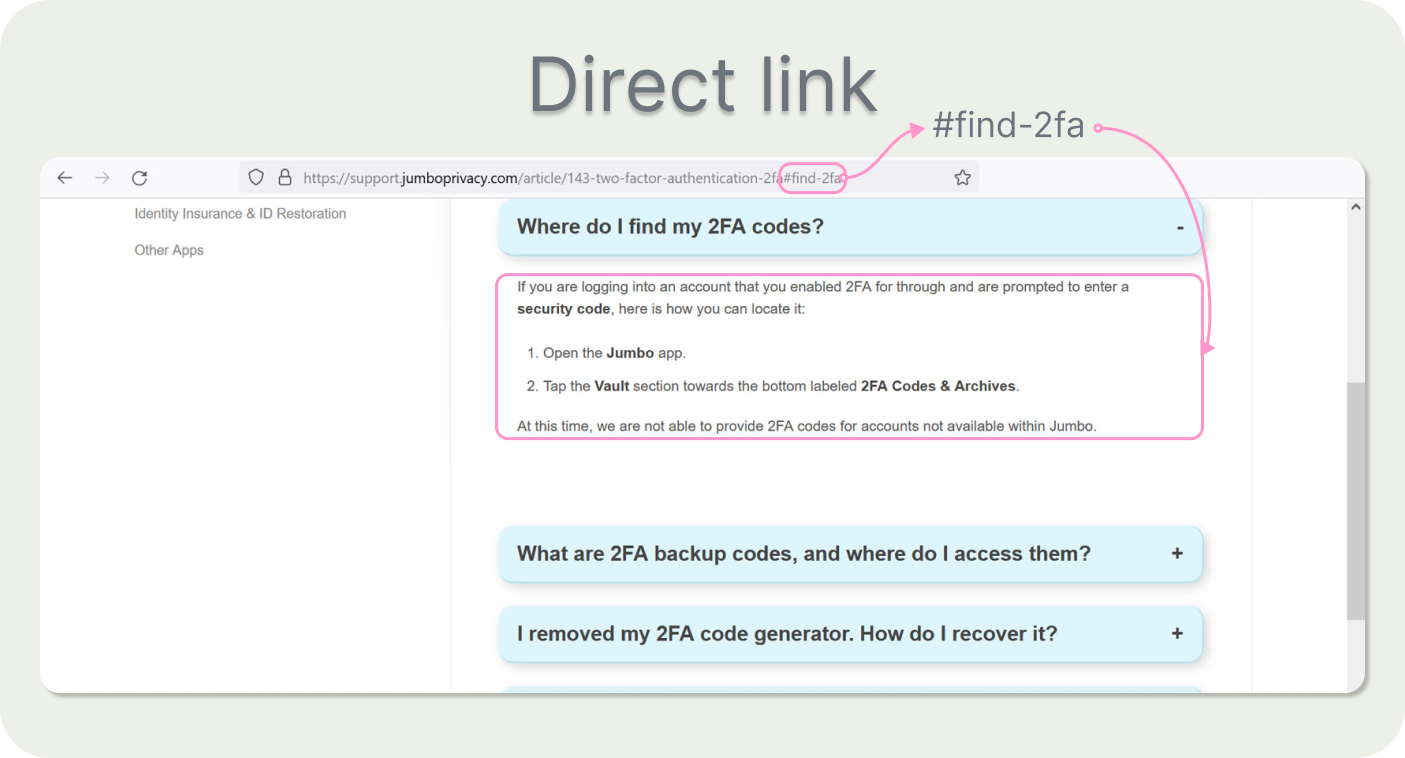 Direct link
#find-2fa
https://support.jumboprivacy.com/article/143-two-factor-authentication-2fa#find-2fa
Identity Insurance & ID Restoration
Other Apps
Where do I find my 2FA codes? -
If you are logging into an account that you enabled 2FA for through and are prompted to enter a
security code, here is how you can locate it:
1. Open the Jumbo app.
2. Tap the Vault section towards the bottom labeled 2FA Codes & Archives.
At this time, we are not able to provide 2FA codes for accounts not available within Jumbo.
What are 2FA backup codes, and where do I access them? +
I removed my 2FA code generator. How do I recover it? +